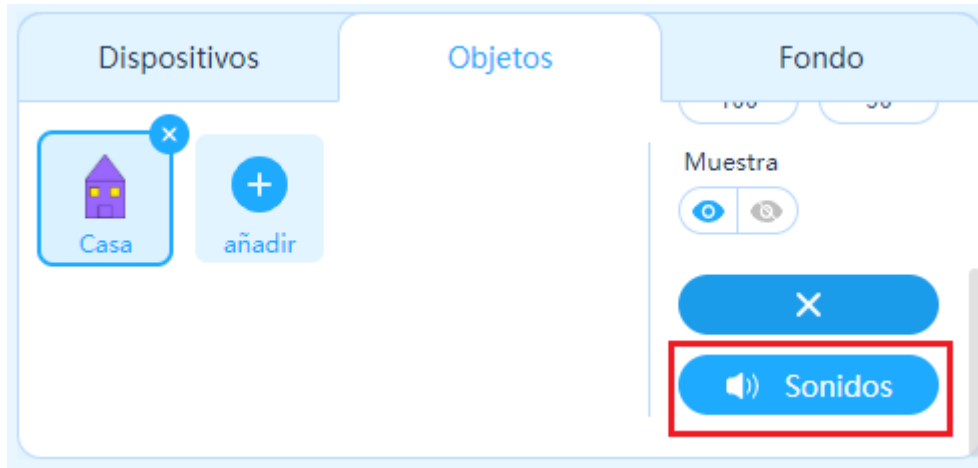 Dispositivos
Objetos
Fondo
Muestra
Casa
añadir
Sonidos